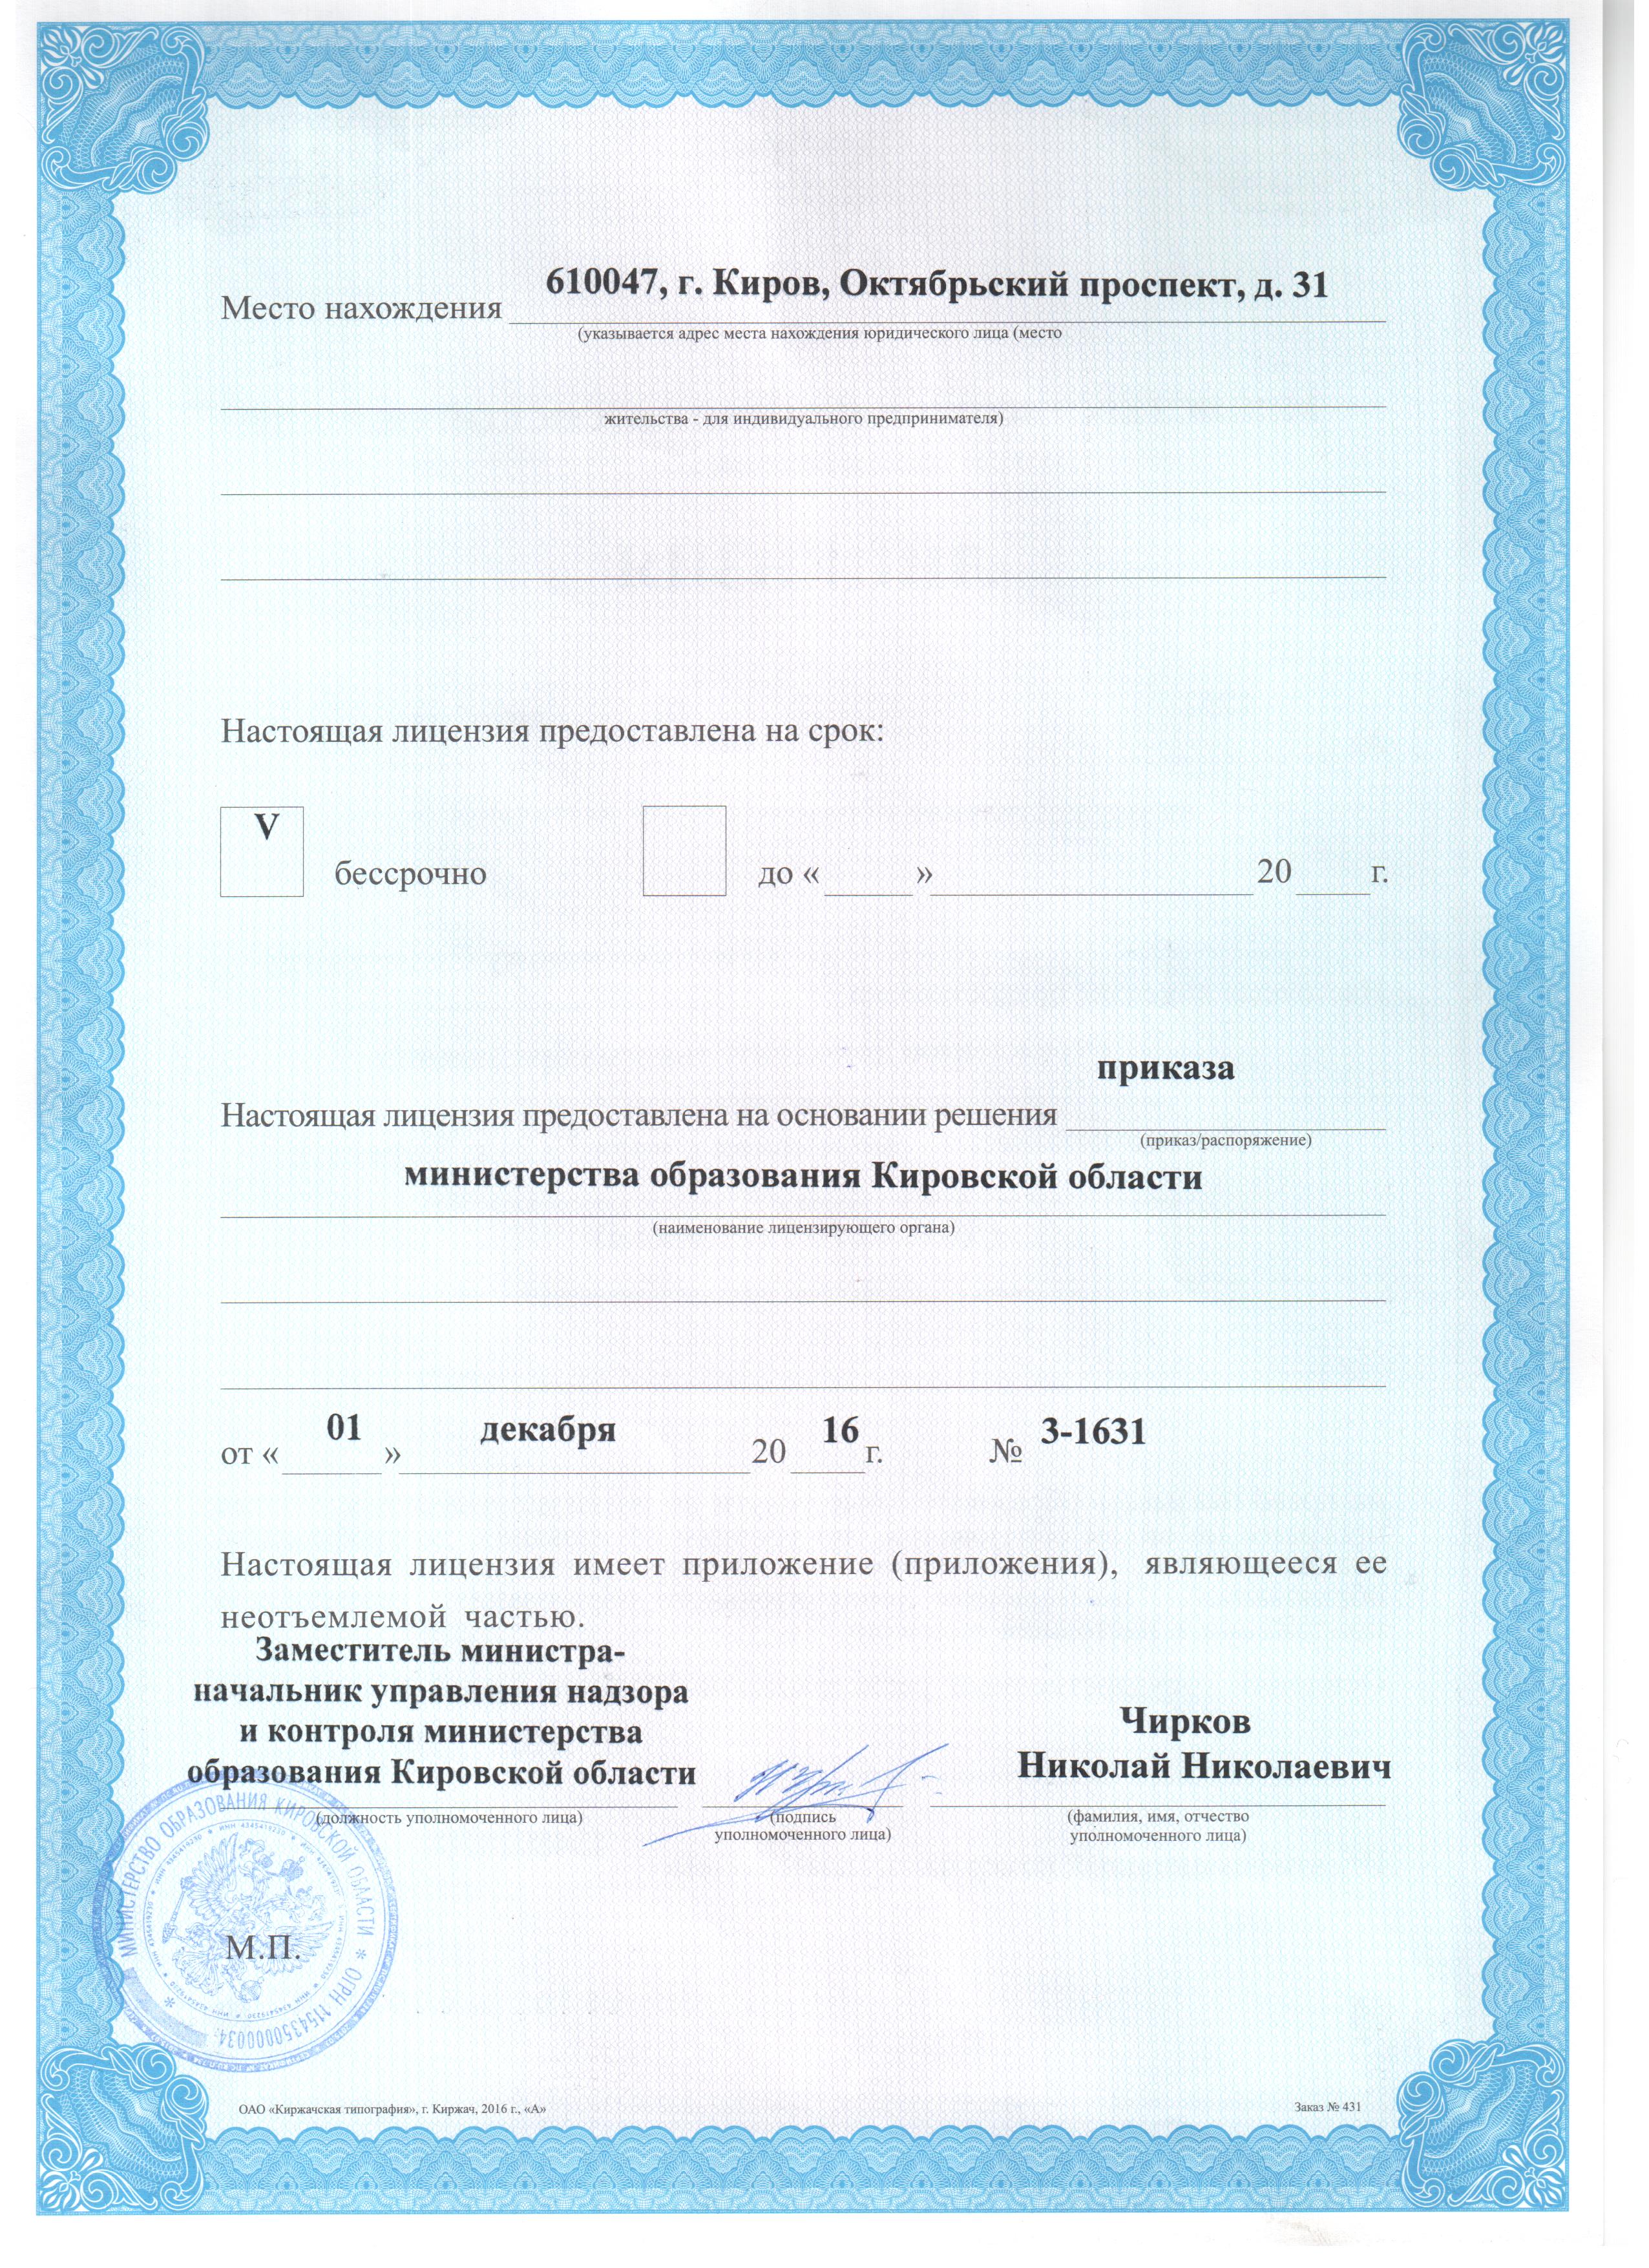 610047, г. Киров, Октябрьский проспект, д. 31
Место нахождения
(указывается адрес места нахождения юридического лица (место
жительства - для индивидуального предпринимателя)
Настоящая лицензия предоставлена на срок:
V
бессрочно
до « » 20 г.
приказа
Настоящая лицензия предоставлена на основании решения
(приказ/распоряжение)
министерства образования Кировской области
(наименование лицензирующего органа)
от « 01 » декабря 20 16 г. № 3-1631
Настоящая лицензия имеет приложение (приложения), являющееся ее
неотъемлемой частью.
Заместитель министра-
начальник управления надзора
и контроля министерства
образования Кировской области
Чирков
Николай Николаевич
(должность уполномоченного лица)
(подпись
уполномоченного лица)
(фамилия, имя, отчество
уполномоченного лица)
МИНИСТЕРСТВО ОБРАЗОВАНИЯ КИРОВСКОЙ ОБЛАСТИ * ОГРН
М.П.
ОАО «Киржачская типография», г. Киржач, 2016 г., «А»
Заказ № 431